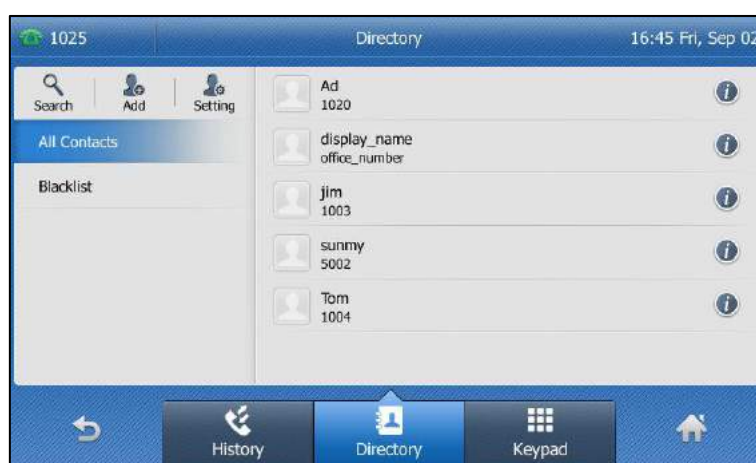 1025
Directory
16:45 Fri, Sep 02
Search
Add
Setting
All Contacts
Blacklist
Ad
1020
display_name
office_number
jim
1003
sunmy
5002
Tom
1004
History
Directory
Keypad